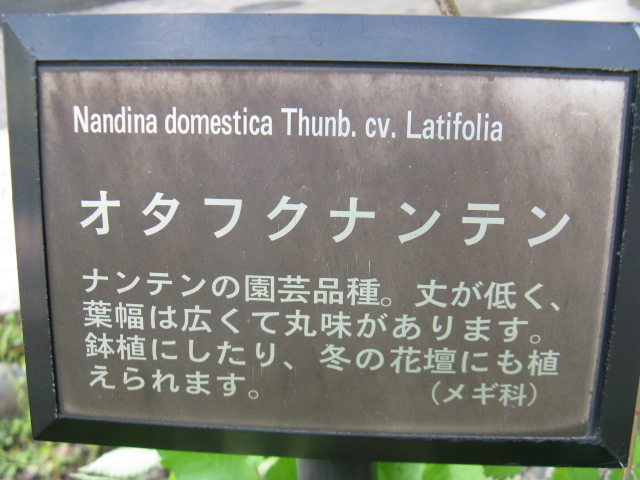 Nandina domestica Thunb. cv. Latifolia
オタフクナンテン
ナンテンの園芸品種。丈が低く、
葉幅は広くて丸味があります。
鉢植にしたり、冬の花壇にも植
えられます。（メギ科）